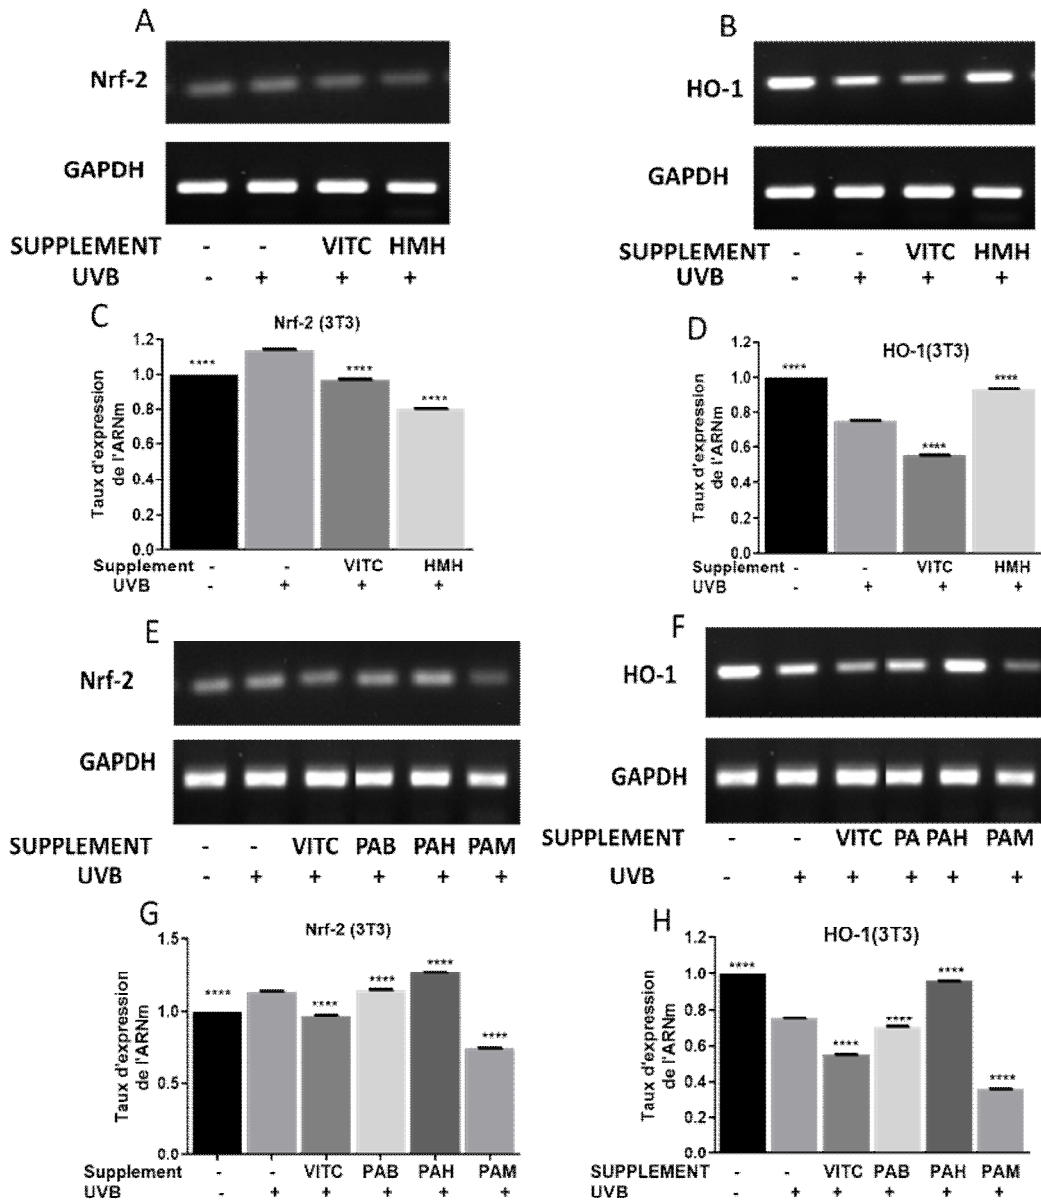 A
Nrf-2
GAPDH
SUPPLEMENT - - VITC HMH
UVB - + + +
B
HO-1
GAPDH
SUPPLEMENT - - VITC HMH
UVB - + + +
C
Nrf-2 (3T3)
Taux d'expression
de l'ARNm
1.2
1.0
0.8
0.6
0.4
0.2
0.0
****
****
****
Supplement - - VITC HMH
UVB - + + +
D
HO-1(3T3)
Taux d'expression
de l'ARNm
1.2
1.0
0.8
0.6
0.4
0.2
0.0
****
****
****
Supplement - - VITC HMH
UVB - + + +
E
Nrf-2
GAPDH
SUPPLEMENT - - VITC PAB PAH PAM
UVB - + + + + +
F
HO-1
GAPDH
SUPPLEMENT - - VITC PA PAH PAM
UVB - + + + + +
G
Nrf-2 (3T3)
Taux d'expression
de l'ARNm
1.5
1.0
0.5
0.0
****
****
****
****
****
Supplement - - VITC PAB PAH PAM
UVB - + + + + +
H
HO-1(3T3)
Taux d'expression
de l'ARNm
1.2
1.0
0.8
0.6
0.4
0.2
0.0
****
****
****
****
****
SUPPLEMENT - - VITC PAB PAH PAM
UVB - + + + + +